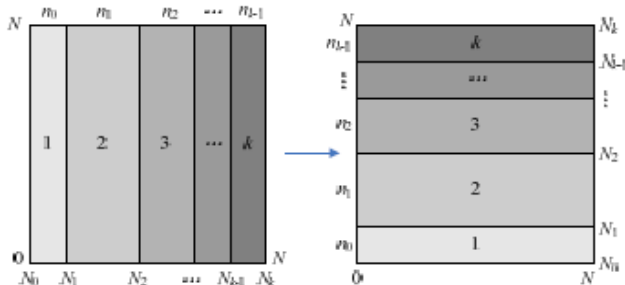 n₀ n₁ n₂ ... nₖ₋₁
N
1 2 3 ... k
0 N
N₀ N₁ N₂ ... Nₖ₋₁ Nₖ
N Nₖ
nₖ₋₁ k Nₖ₋₁
... ... ...
n₂ 3
N₂
n₁ 2
N₁
n₀ 1
N₀
0 N